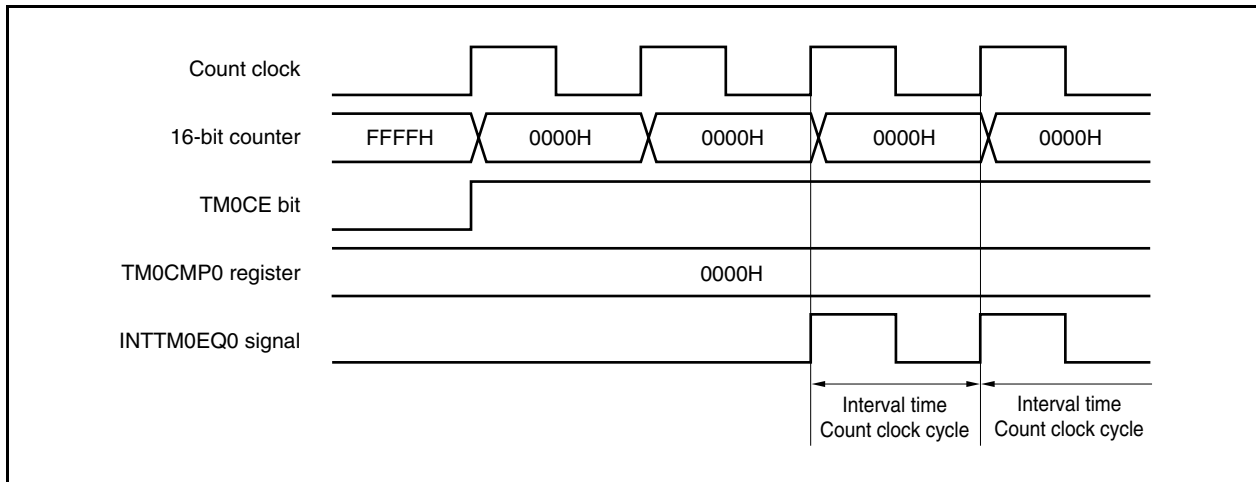 Count clock
16-bit counter
FFFFH 0000H 0000H 0000H 0000H
TM0CE bit
TM0CMP0 register
0000H
INTTM0EQ0 signal
Interval time Interval time
Count clock cycle Count clock cycle